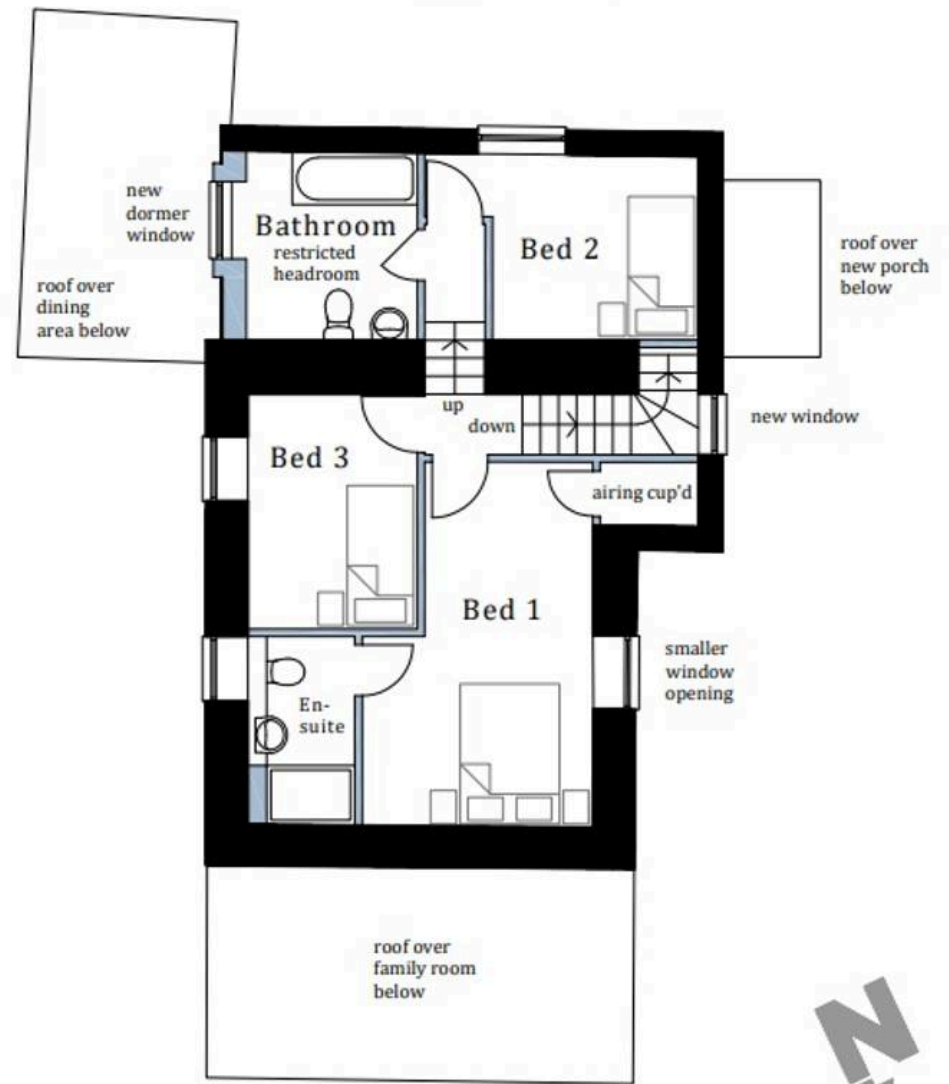 new
dormer
window
Bathroom
restricted
headroom
Bed 2
roof over
new porch
below
roof over
dining
area below
up
down
new window
Bed 3
airing cup'd
Bed 1
smaller
window
opening
En-
suite
roof over
family room
below
N